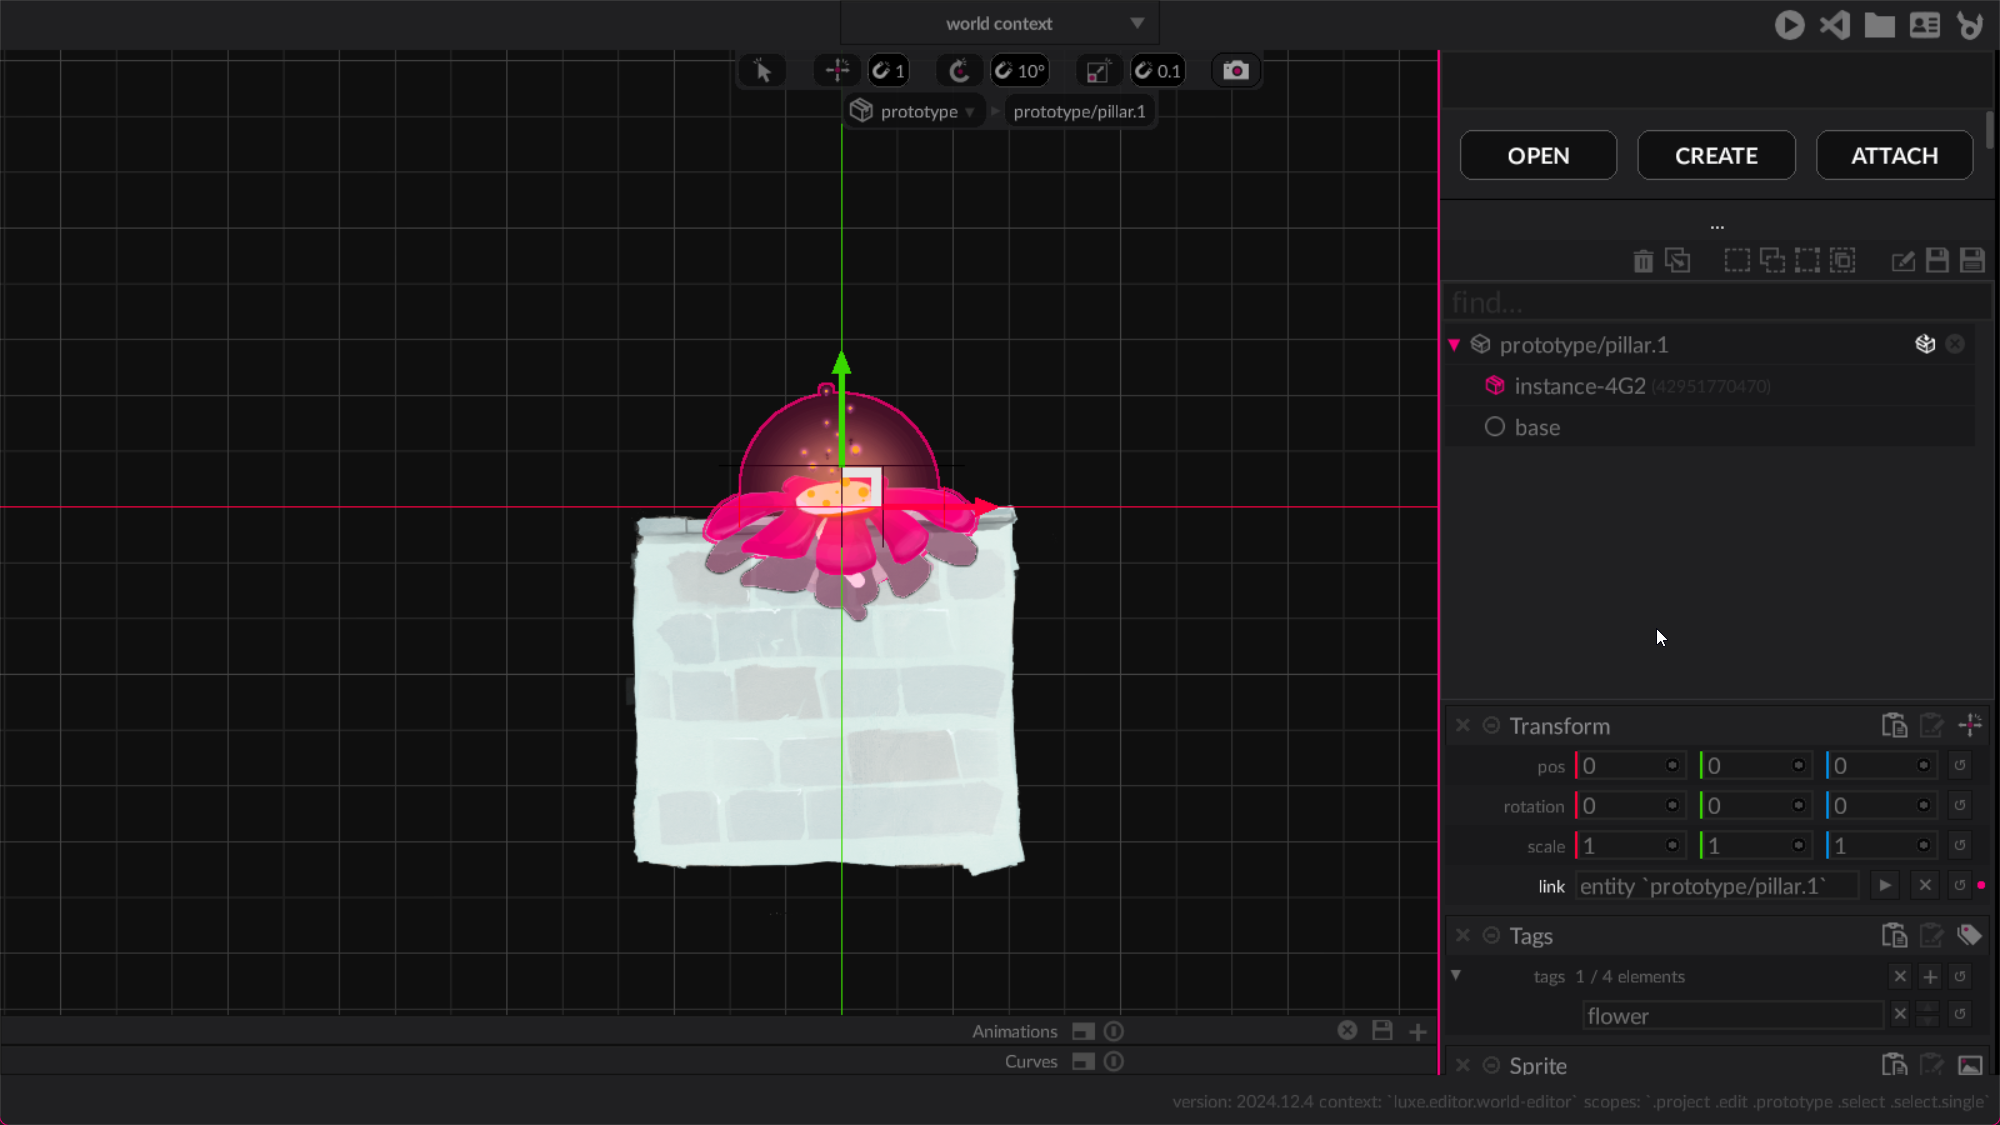 world context
1
10°
0.1
prototype
prototype/pillar.1
OPEN
CREATE
ATTACH
...
find...
prototype/pillar.1
instance-4G2 (42951770470)
base
Transform
pos 0 0 0
rotation 0 0 0
scale 1 1 1
link entity `prototype/pillar.1`
Tags
tags 1 / 4 elements
flower
Animations
Curves
Sprite
version: 2024.12.4 context: `luxe.editor.world-editor` scopes: `.project .edit .prototype .select .select.single`